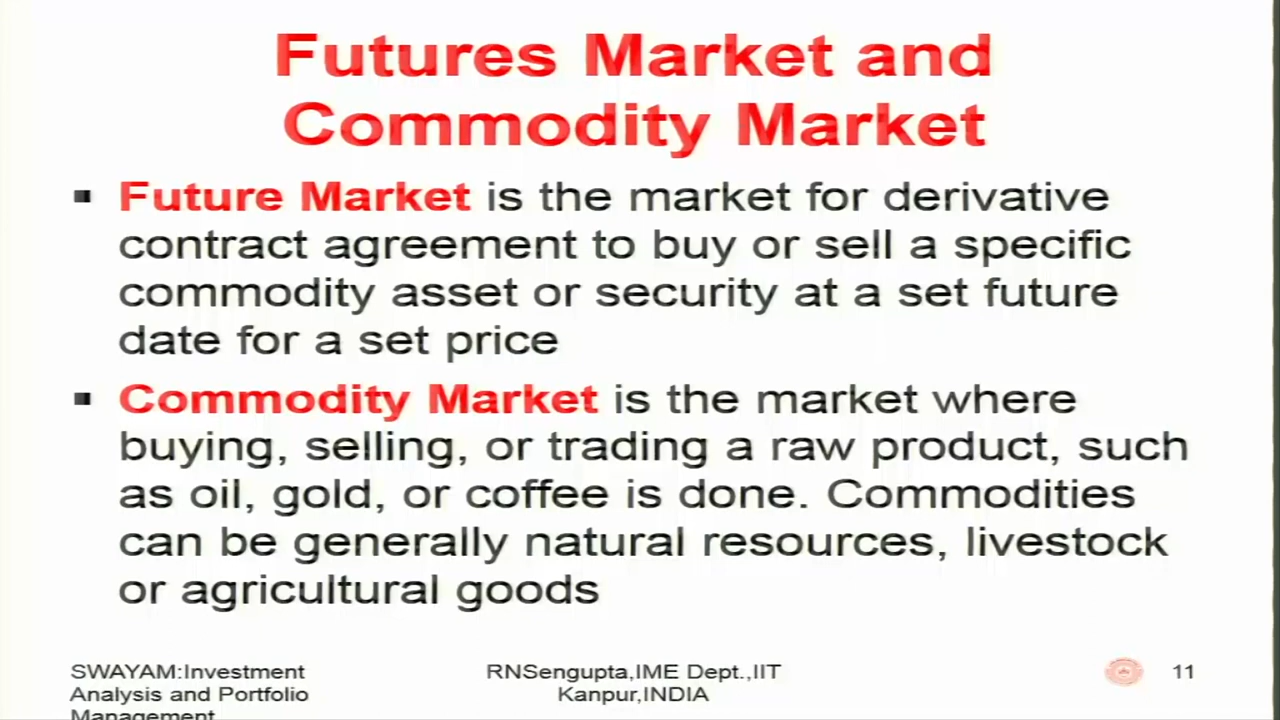 Futures Market and
Commodity Market
▪ Future Market is the market for derivative
contract agreement to buy or sell a specific
commodity asset or security at a set future
date for a set price
▪ Commodity Market is the market where
buying, selling, or trading a raw product, such
as oil, gold, or coffee is done. Commodities
can be generally natural resources, livestock
or agricultural goods
SWAYAM:Investment
Analysis and Portfolio
Management
RNSengupta,IME Dept.,IIT
Kanpur,INDIA
11